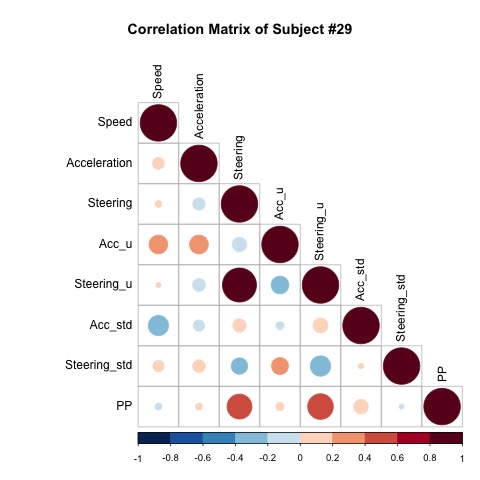 Correlation Matrix of Subject #29
Speed
Acceleration
Steering
Acc_u
Steering_u
Acc_std
Steering_std
PP
Speed
Acceleration
Steering
Acc_u
Steering_u
Acc_std
Steering_std
PP
-1 -0.8 -0.6 -0.4 -0.2 0 0.2 0.4 0.6 0.8 1